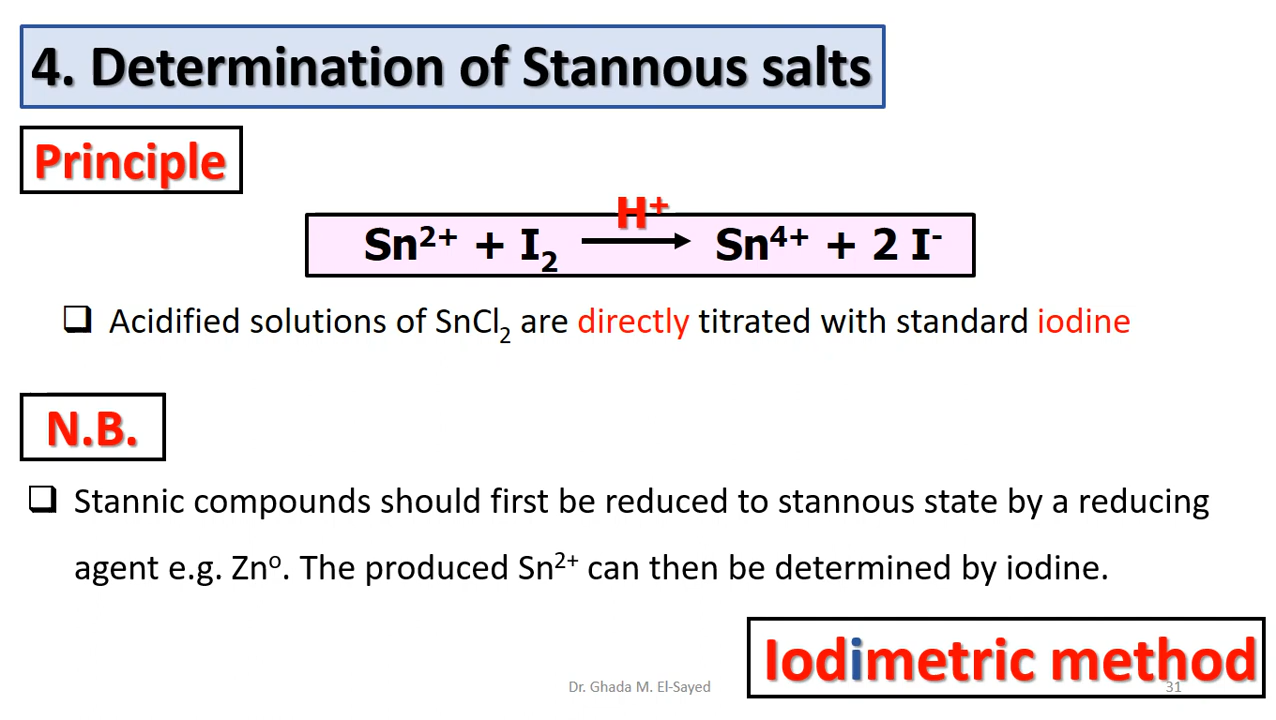 4. Determination of Stannous salts
Principle
H⁺
Sn²⁺ + I₂ ⟶ Sn⁴⁺ + 2 I⁻
❑ Acidified solutions of SnCl₂ are directly titrated with standard iodine
N.B.
❑ Stannic compounds should first be reduced to stannous state by a reducing
agent e.g. Zn⁰. The produced Sn²⁺ can then be determined by iodine.
Iodimetric method
Dr. Ghada M. El-Sayed
31